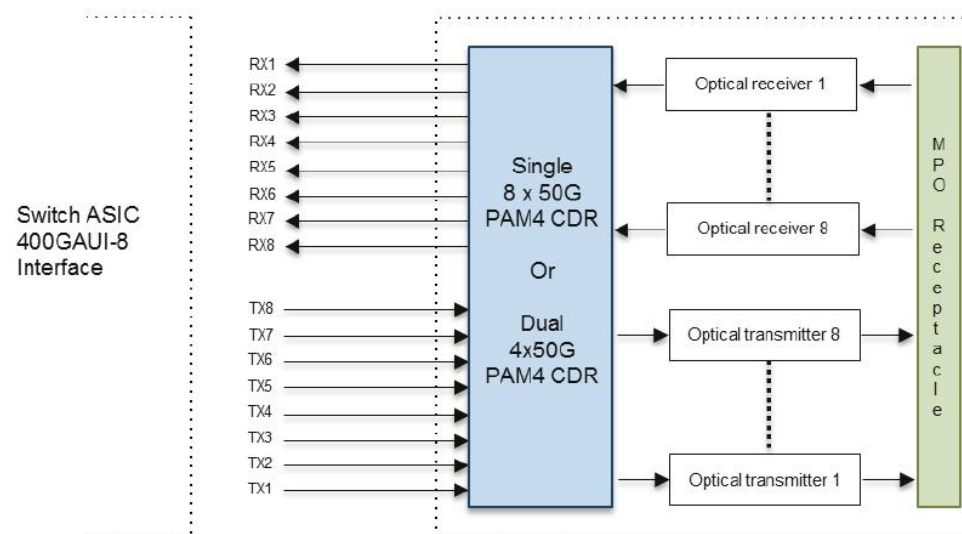 Switch ASIC
400GAUI-8
Interface
RX1
RX2
RX3
RX4
RX5
RX6
RX7
RX8
TX8
TX7
TX6
TX5
TX4
TX3
TX2
TX1
Single
8 x 50G
PAM4 CDR
Or
Dual
4x50G
PAM4 CDR
Optical receiver 1
Optical receiver 8
Optical transmitter 8
Optical transmitter 1
MPO Receptacle